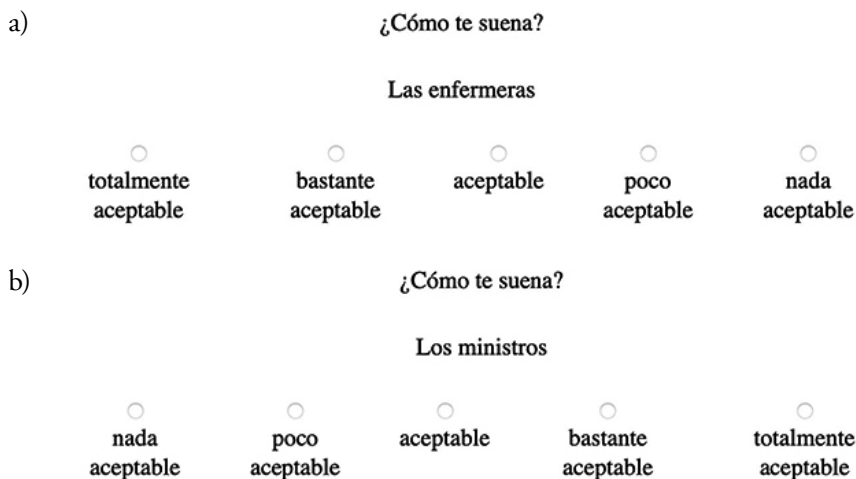 a) ¿Cómo te suena?
Las enfermeras
totalmente aceptable bastante aceptable aceptable poco aceptable nada aceptable
b) ¿Cómo te suena?
Los ministros
nada aceptable poco aceptable aceptable bastante aceptable totalmente aceptable